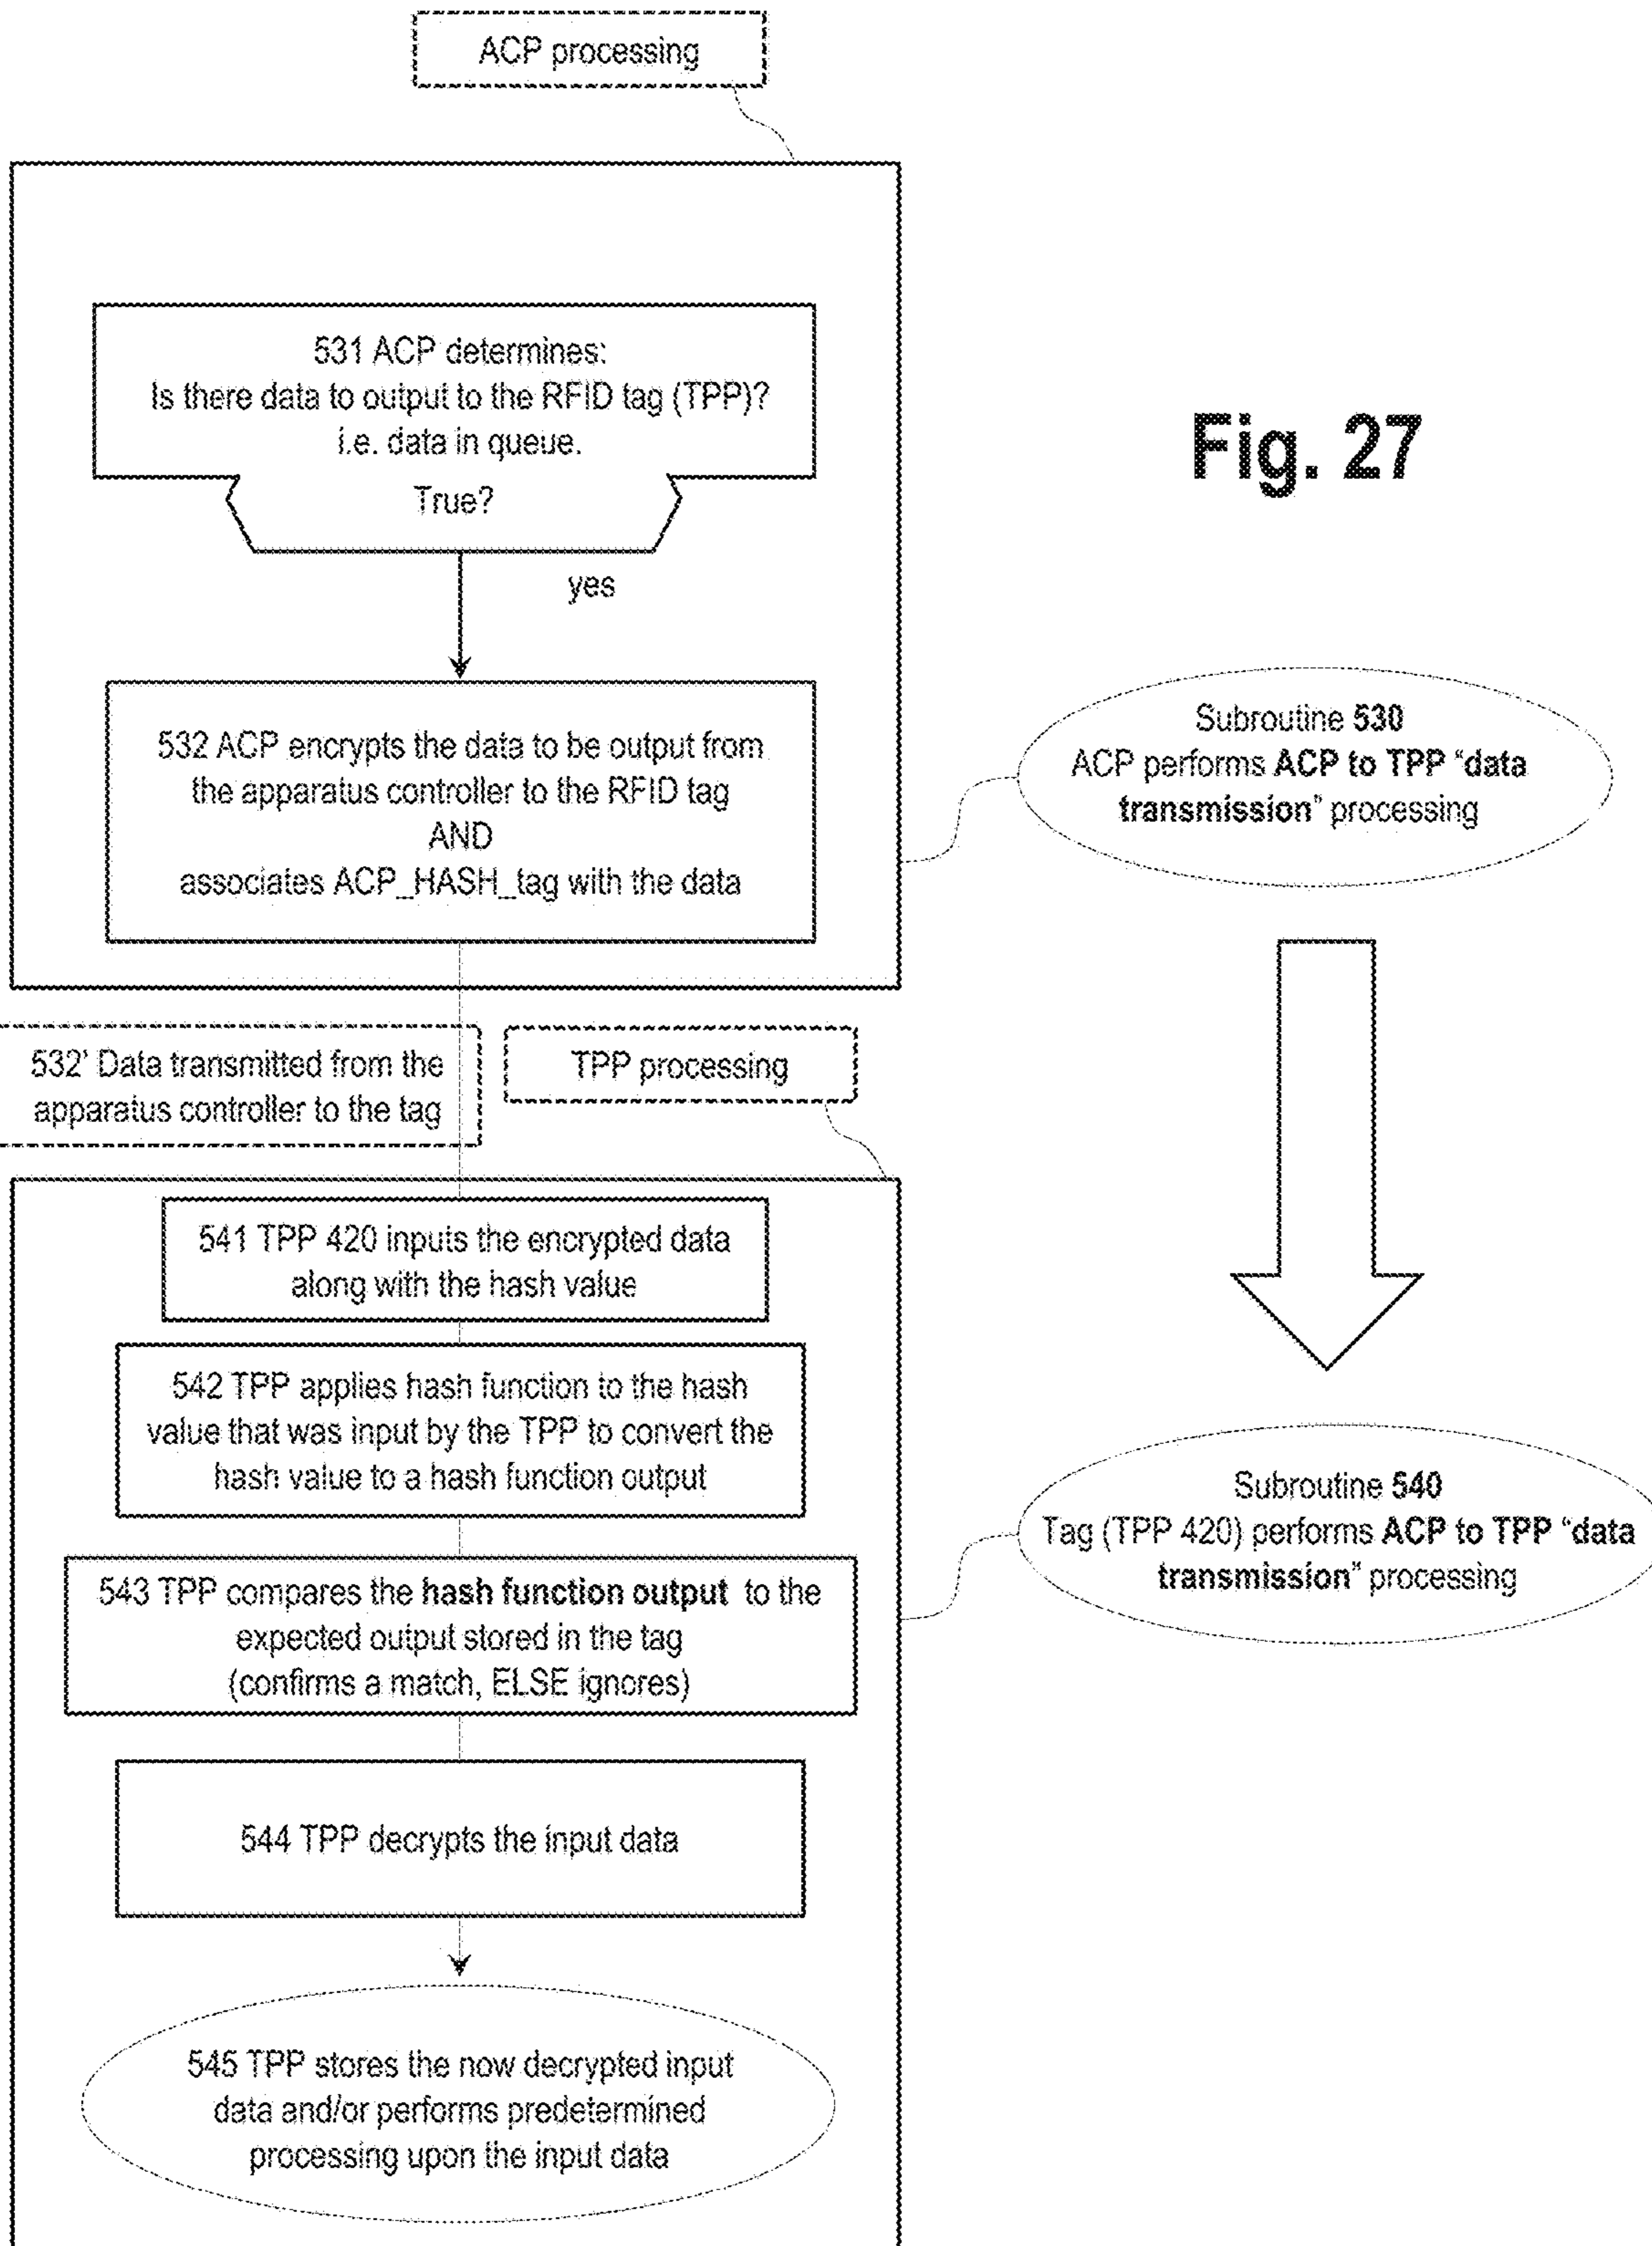 ACP processing
531 ACP determines:
Is there data to output to the RFID tag (TPP)?
i.e. data in queue.
True?
yes
Fig. 27
532 ACP encrypts the data to be output from
the apparatus controller to the RFID tag
AND
associates ACP_HASH_tag with the data
Subroutine 530
ACP performs ACP to TPP "data
transmission" processing
532' Data transmitted from the
apparatus controller to the tag
TPP processing
541 TPP 420 inputs the encrypted data
along with the hash value
542 TPP applies hash function to the hash
value that was input by the TPP to convert the
hash value to a hash function output
543 TPP compares the hash function output to the
expected output stored in the tag
(confirms a match, ELSE ignores)
Subroutine 540
Tag (TPP 420) performs ACP to TPP "data
transmission" processing
544 TPP decrypts the input data
545 TPP stores the now decrypted input
data and/or performs predetermined
processing upon the input data